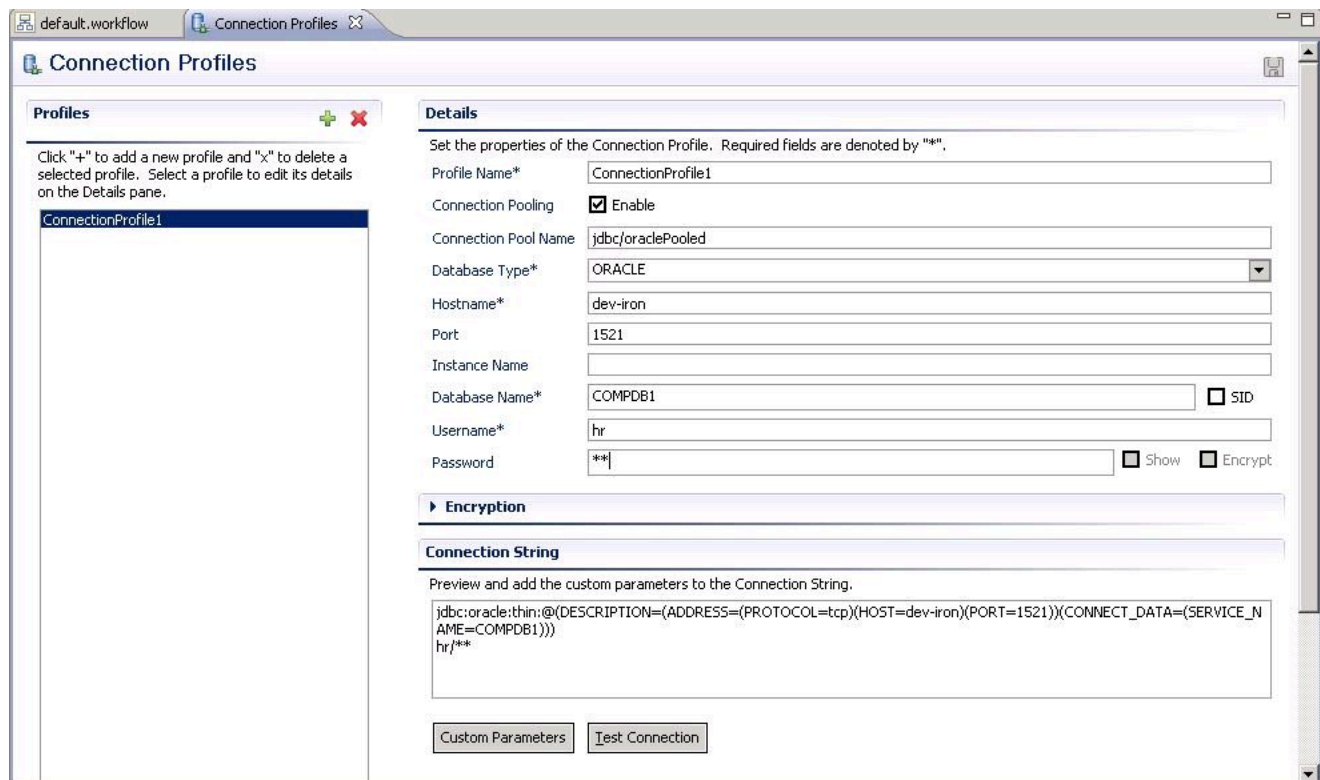 default.workflow
Connection Profiles
Connection Profiles
Profiles
Click "+" to add a new profile and "x" to delete a
selected profile.  Select a profile to edit its details
on the Details pane.
ConnectionProfile1
Details
Set the properties of the Connection Profile.  Required fields are denoted by "*".
Profile Name* ConnectionProfile1
Connection Pooling Enable
Connection Pool Name jdbc/oraclePooled
Database Type* ORACLE
Hostname* dev-iron
Port 1521
Instance Name
Database Name* COMPDB1 SID
Username* hr
Password ** Show Encrypt
Encryption
Connection String
Preview and add the custom parameters to the Connection String.
jdbc:oracle:thin:@(DESCRIPTION=(ADDRESS=(PROTOCOL=tcp)(HOST=dev-iron)(PORT=1521))(CONNECT_DATA=(SERVICE_N
AME=COMPDB1)))
hr/**
Custom Parameters Test Connection